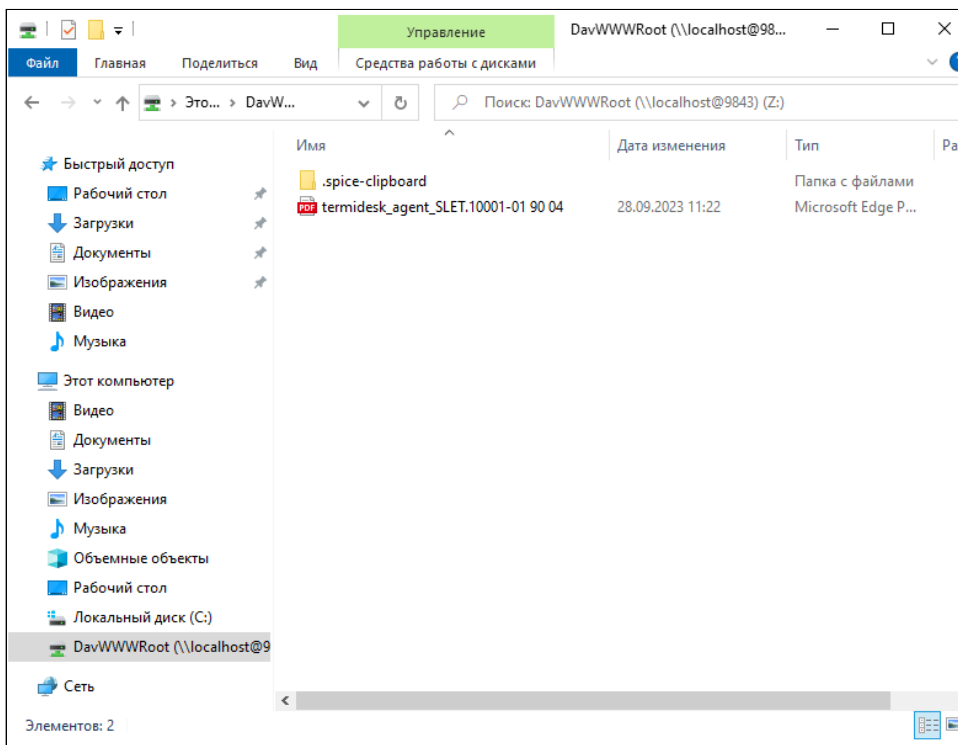 Управление
DavWWWRoot (\\localhost@98...
Файл
Главная
Поделиться
Вид
Средства работы с дисками
Это... › DavW...
Поиск: DavWWWRoot (\\localhost@9843) (Z:)
Имя
Дата изменения
Тип
Ра
.spice-clipboard
Папка с файлами
PDF termidesk_agent_SLET.10001-01 90 04
28.09.2023 11:22
Microsoft Edge P...
Быстрый доступ
Рабочий стол
Загрузки
Документы
Изображения
Видео
Музыка
Этот компьютер
Видео
Документы
Загрузки
Изображения
Музыка
Объемные объекты
Рабочий стол
Локальный диск (C:)
DavWWWRoot (\\localhost@9
Сеть
Элементов: 2